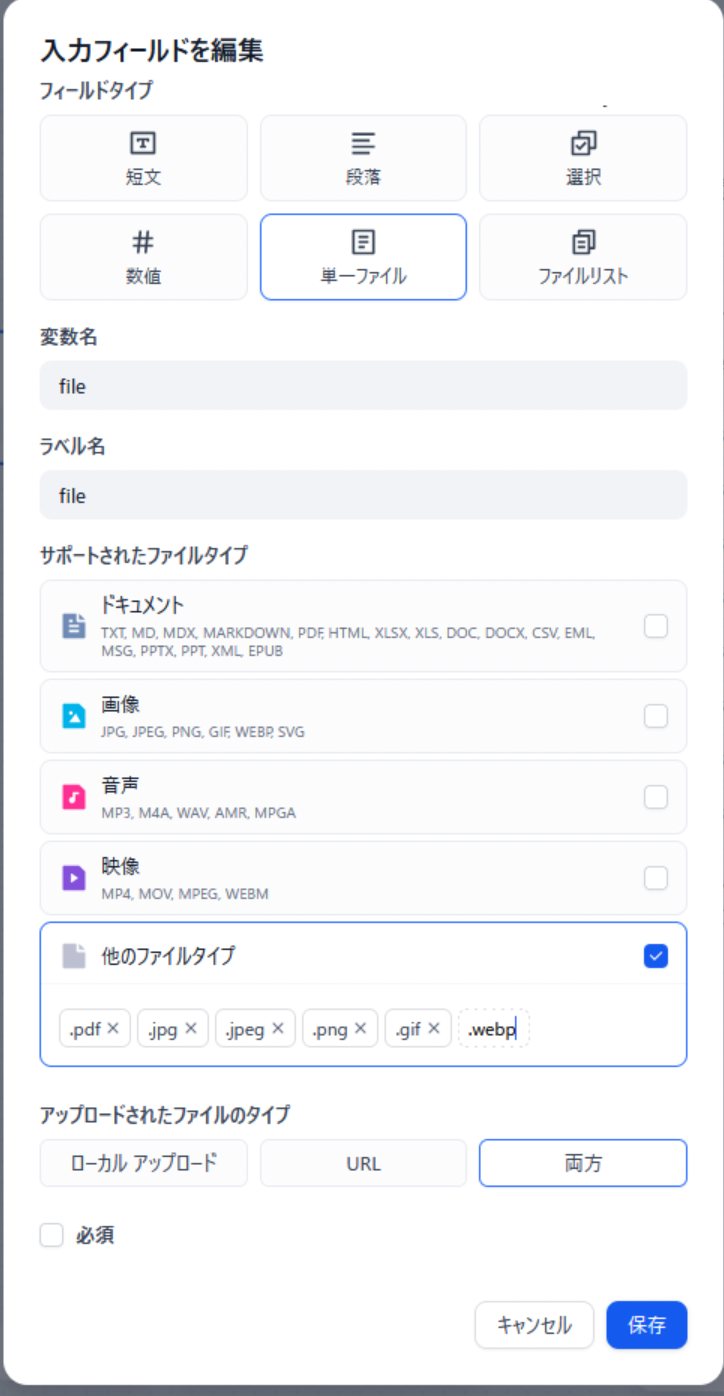 入力フィールドを編集
フィールドタイプ
短文 段落 選択
数値 単一ファイル ファイルリスト
変数名
file
ラベル名
file
サポートされたファイルタイプ
ドキュメント
TXT, MD, MDX, MARKDOWN, PDF, HTML, XLSX, XLS, DOC, DOCX, CSV, EML,
MSG, PPTX, PPT, XML, EPUB
画像
JPG, JPEG, PNG, GIF, WEBP, SVG
音声
MP3, M4A, WAV, AMR, MPGA
映像
MP4, MOV, MPEG, WEBM
他のファイルタイプ
.pdf × .jpg × .jpeg × .png × .gif × .webp
アップロードされたファイルのタイプ
ローカル アップロード URL 両方
必須
キャンセル 保存